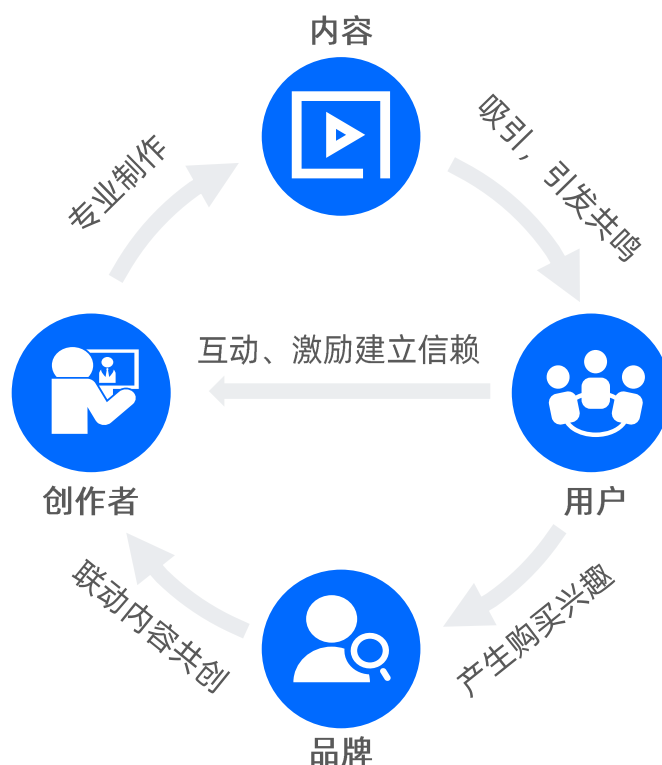 内容
吸引，引发共鸣
专业制作
互动、激励建立信赖
创作者
用户
联动内容共创
产生购买兴趣
品牌